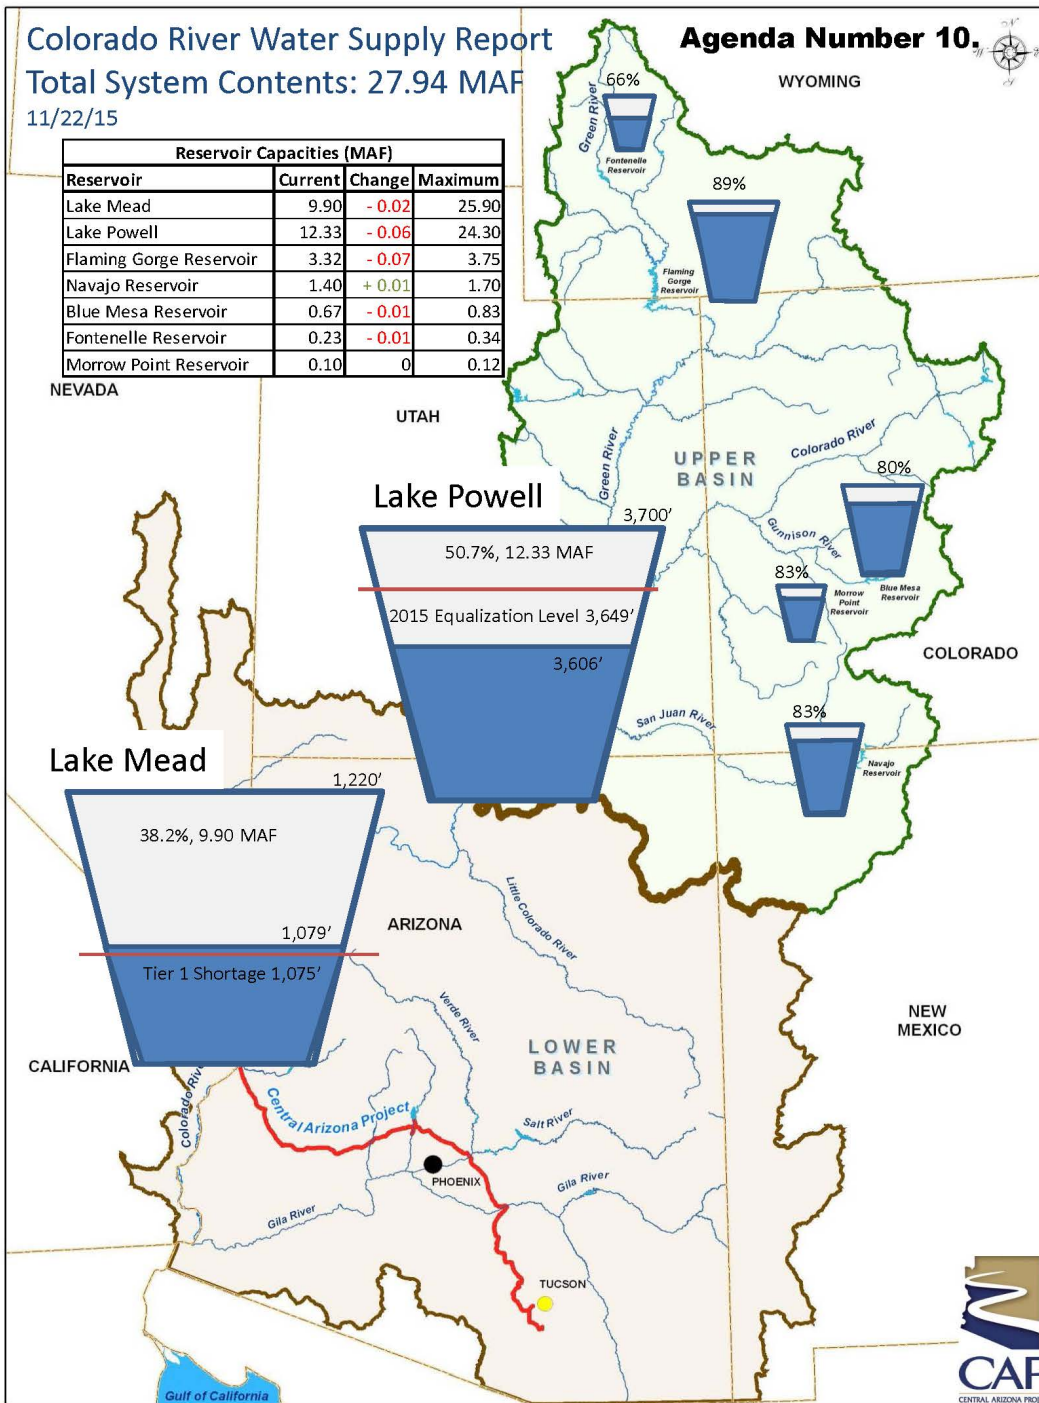 Colorado River Water Supply Report
Total System Contents: 27.94 MAF
11/22/15
Agenda Number 10.
N
W
S
WYOMING
Reservoir Capacities (MAF)
Reservoir Current Change Maximum
Lake Mead 9.90 - 0.02 25.90
Lake Powell 12.33 - 0.06 24.30
Flaming Gorge Reservoir 3.32 - 0.07 3.75
Navajo Reservoir 1.40 + 0.01 1.70
Blue Mesa Reservoir 0.67 - 0.01 0.83
Fontenelle Reservoir 0.23 - 0.01 0.34
Morrow Point Reservoir 0.10 0 0.12
66%
Green River
Fontenelle
Reservoir
89%
Flaming
Gorge
Reservoir
NEVADA
UTAH
UPPER
BASIN
Colorado River
Green River
80%
Gunnison River
Blue Mesa
Reservoir
83%
Morrow
Point
Reservoir
COLORADO
Lake Powell
3,700'
50.7%, 12.33 MAF
2015 Equalization Level 3,649'
3,606'
San Juan River
83%
Navajo
Reservoir
Lake Mead
1,220'
38.2%, 9.90 MAF
1,079'
Tier 1 Shortage 1,075'
ARIZONA
Little Colorado River
Verde River
NEW
MEXICO
LOWER
BASIN
CALIFORNIA
Colorado River
Central Arizona Project
Salt River
PHOENIX
Gila River
Gila River
TUCSON
Gulf of California
CAP
CENTRAL ARIZONA PROJ